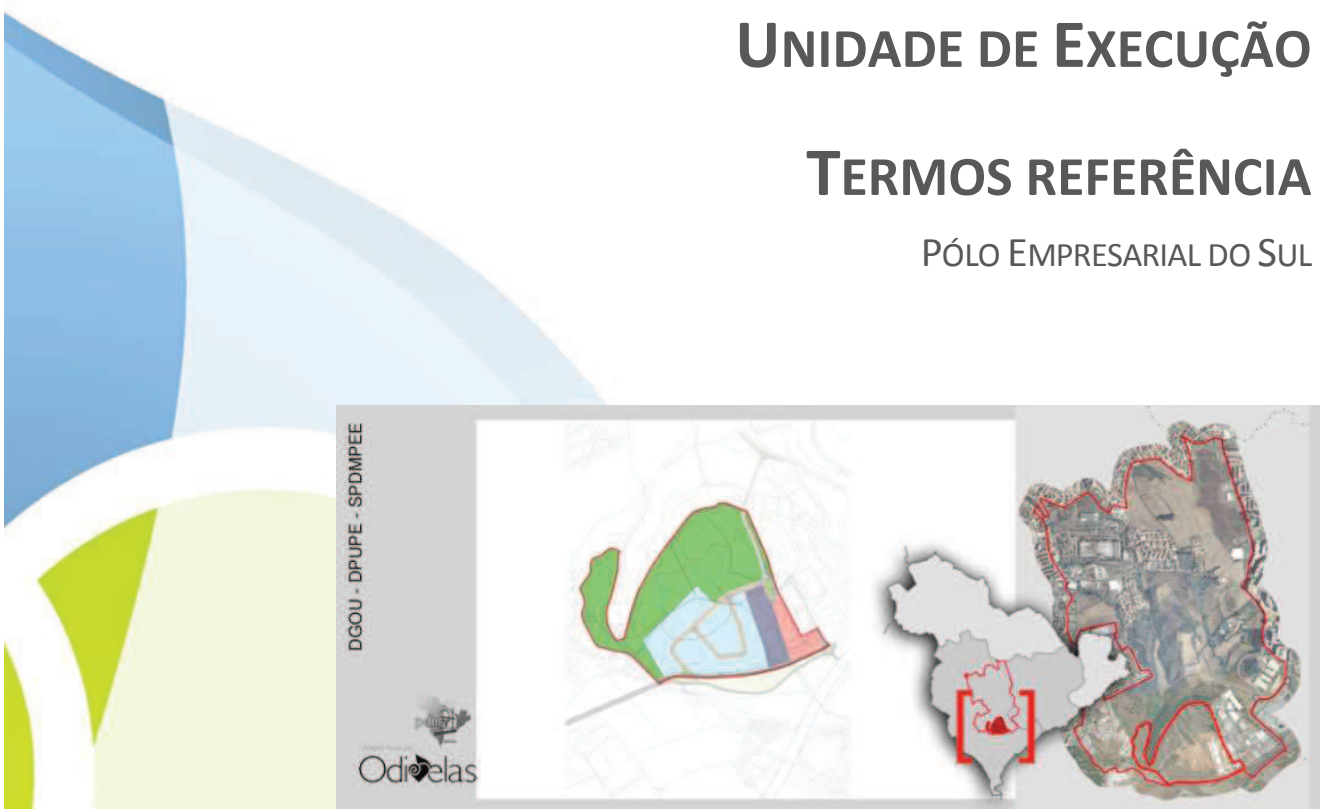 UNIDADE DE EXECUÇÃO
TERMOS REFERÊNCIA
PÓLO EMPRESARIAL DO SUL
DGOU - DPUPE - SPDMPEE
Odivelas